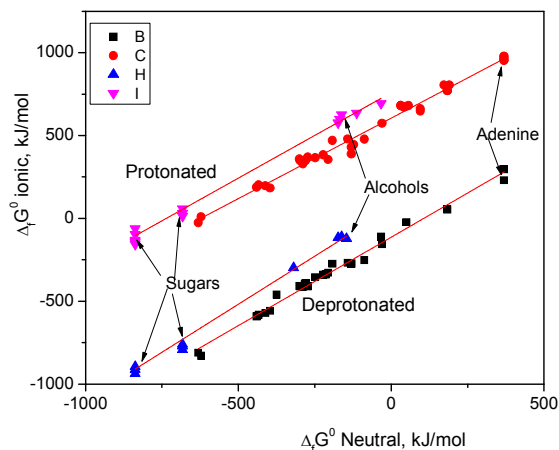 B
C
H
I
1000
500
0
-500
-1000
-1000
-500
0
500
Protonated
Adenine
Alcohols
Sugars
Deprotonated
ΔfG⁰ ionic, kJ/mol
ΔfG⁰ Neutral, kJ/mol